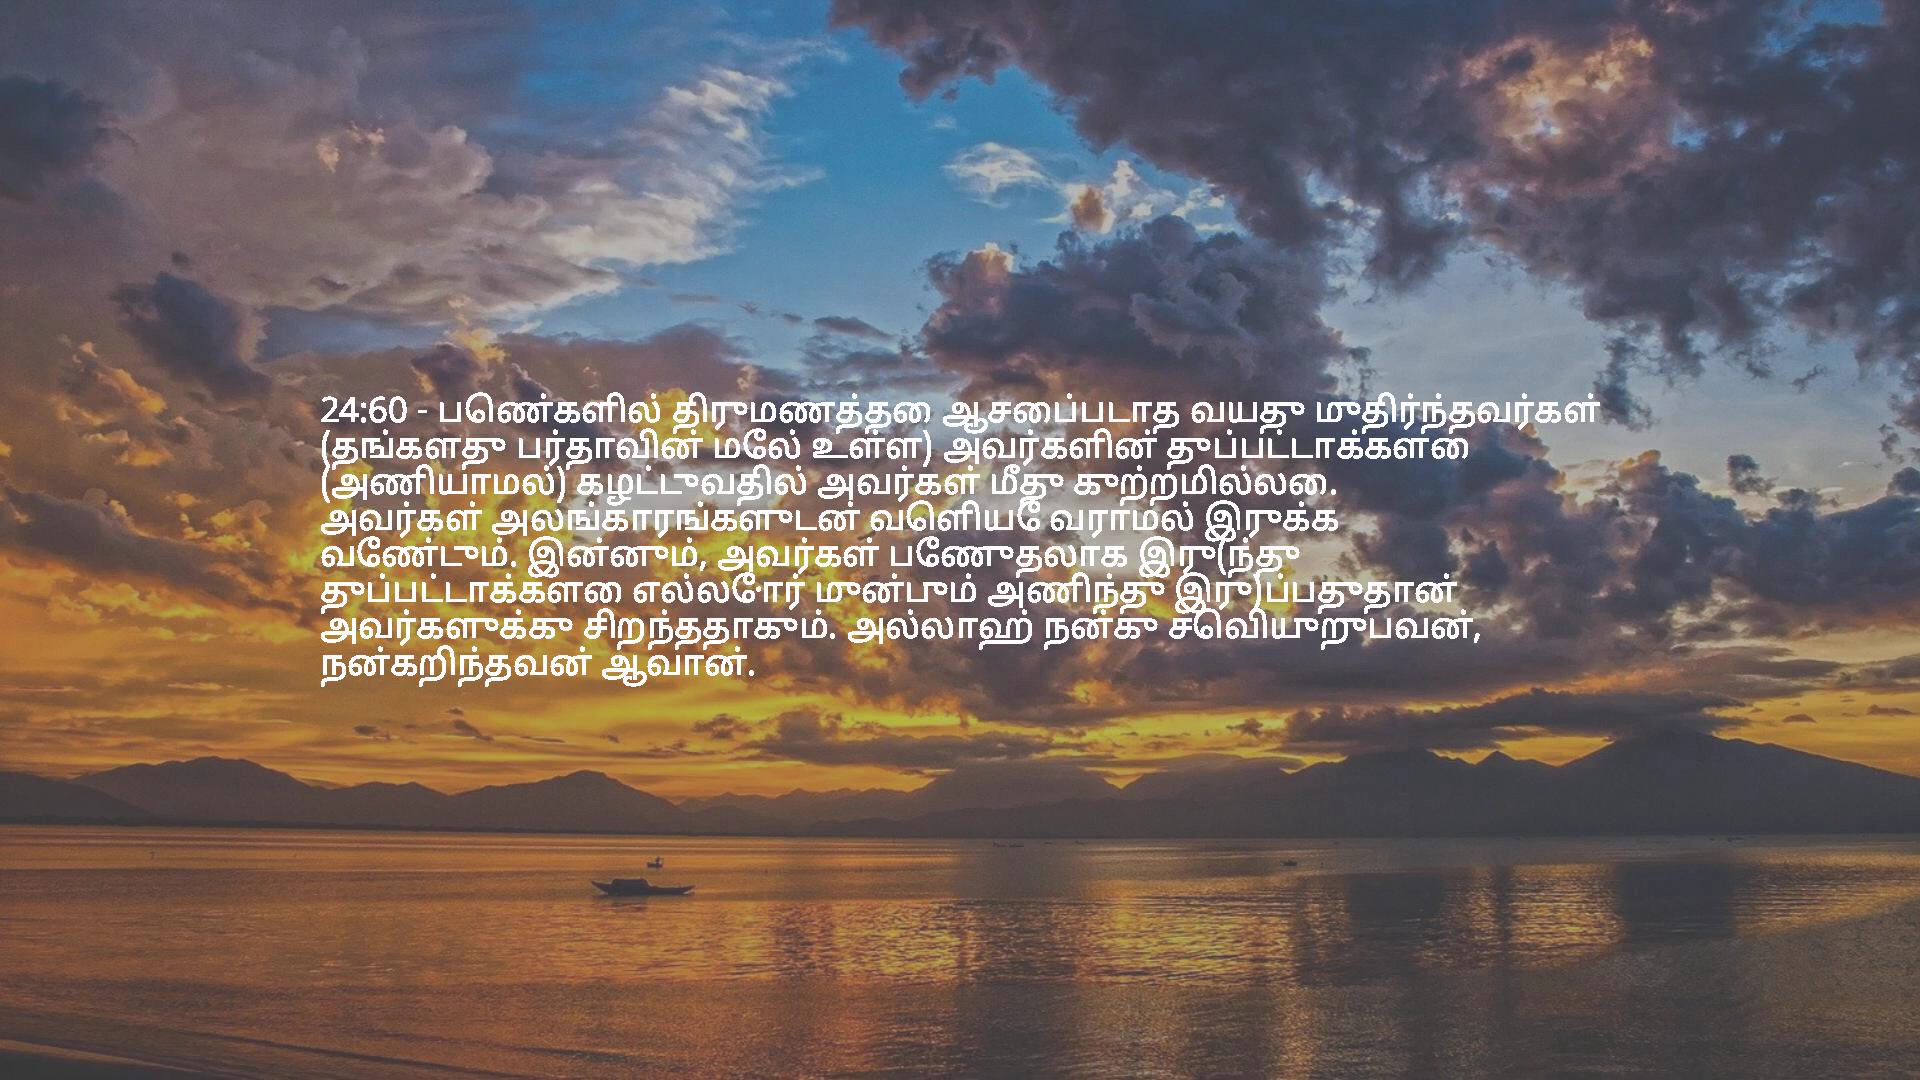 24:60 - பெண்களில் திருமணத்தை ஆசைப்படாத வயது முதிர்ந்தவர்கள்
(தங்களது பர்தாவின் மேல் உள்ள) அவர்களின் துப்பட்டாக்களை
(அணியாமல்) கழட்டுவதில் அவர்கள் மீது குற்றமில்லை.
அவர்கள் அலங்காரங்களுடன் வெளியே வராமல் இருக்க
வேண்டும். இன்னும், அவர்கள் பேணுதலாக இரு(ந்து
துப்பட்டாக்களை எல்லோர் முன்பும் அணிந்து இரு)ப்பதுதான்
அவர்களுக்கு சிறந்ததாகும். அல்லாஹ் நன்கு செவியுறுபவன்,
நன்கறிந்தவன் ஆவான்.